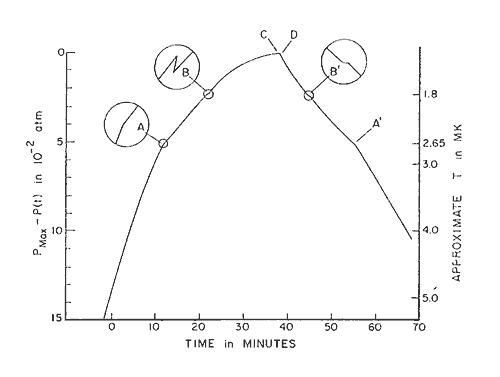 C D
B
B'
A
A'
0
5
10
15
P_Max – P(t) in 10⁻² atm
1.8
2.65
3.0
4.0
5.0
APPROXIMATE T in MK
0 10 20 30 40 50 60 70
TIME in MINUTES